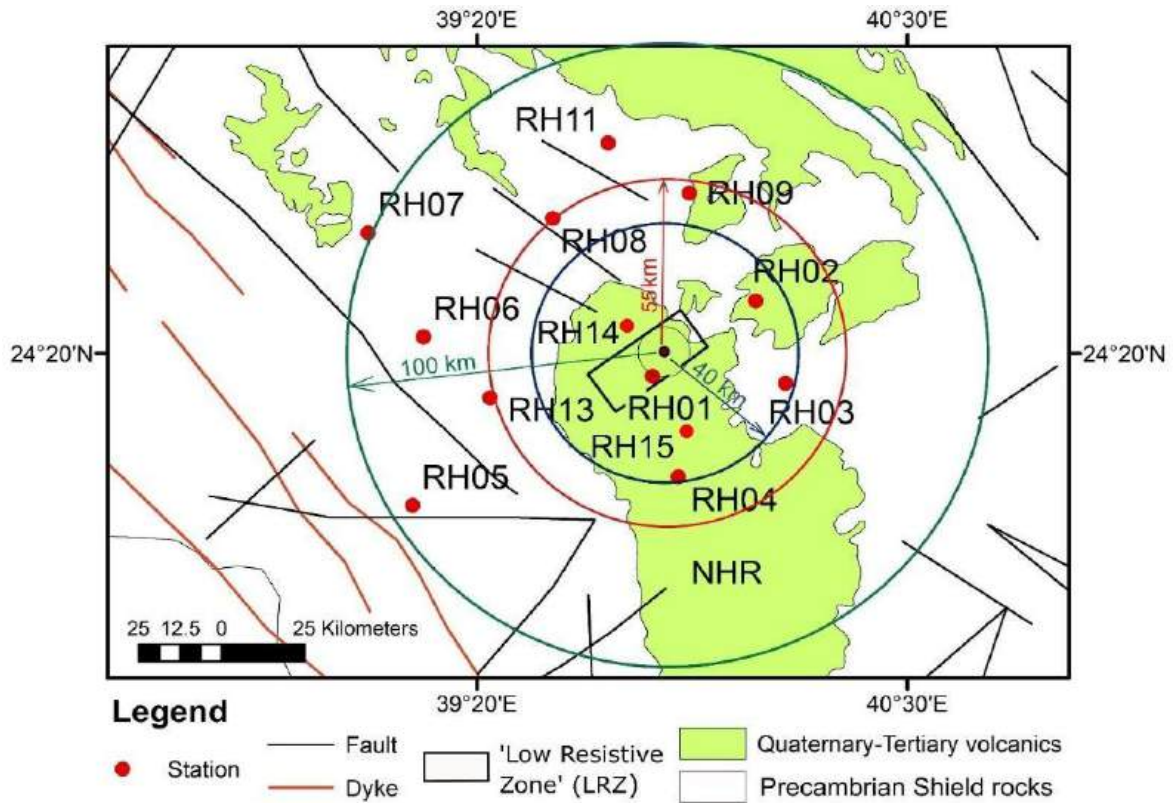 39°20'E 40°30'E
RH11
RH07
RH09
RH08
RH02
55 km
RH06
RH14
24°20'N 24°20'N
100 km
40 km
RH13
RH01
RH03
RH15
RH05
RH04
NHR
25 12.5 0 25 Kilometers
39°20'E 40°30'E
Legend
Station
Fault
Dyke
'Low Resistive
Zone' (LRZ)
Quaternary-Tertiary volcanics
Precambrian Shield rocks